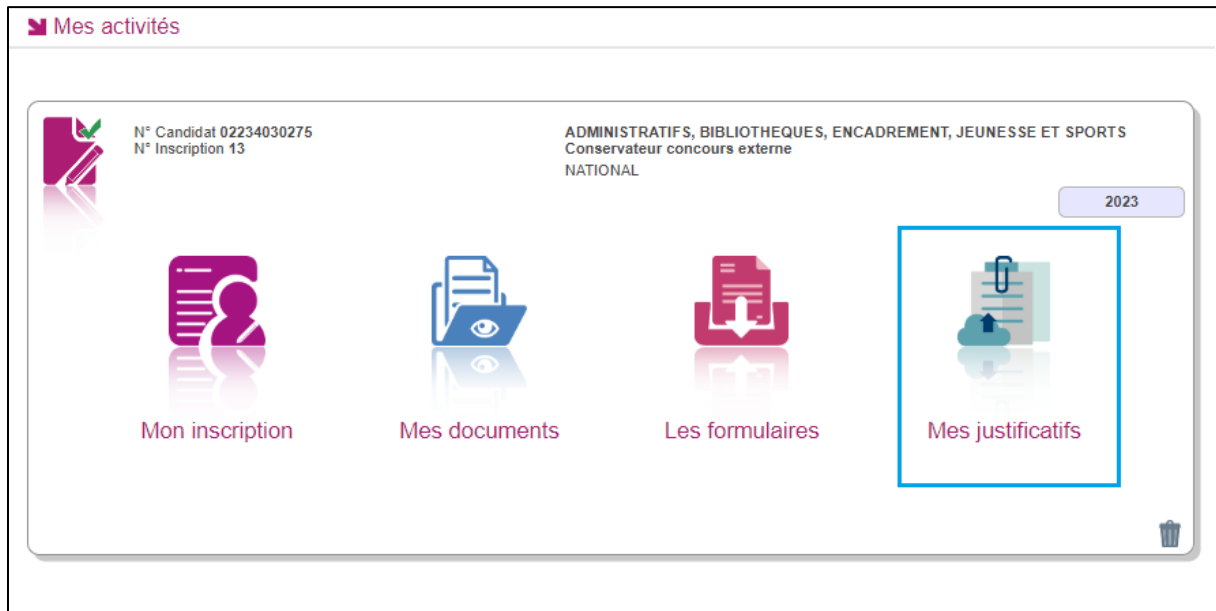 Mes activités
N° Candidat 02234030275
N° Inscription 13
ADMINISTRATIFS, BIBLIOTHEQUES, ENCADREMENT, JEUNESSE ET SPORTS
Conservateur concours externe
NATIONAL
2023
Mon inscription
Mes documents
Les formulaires
Mes justificatifs